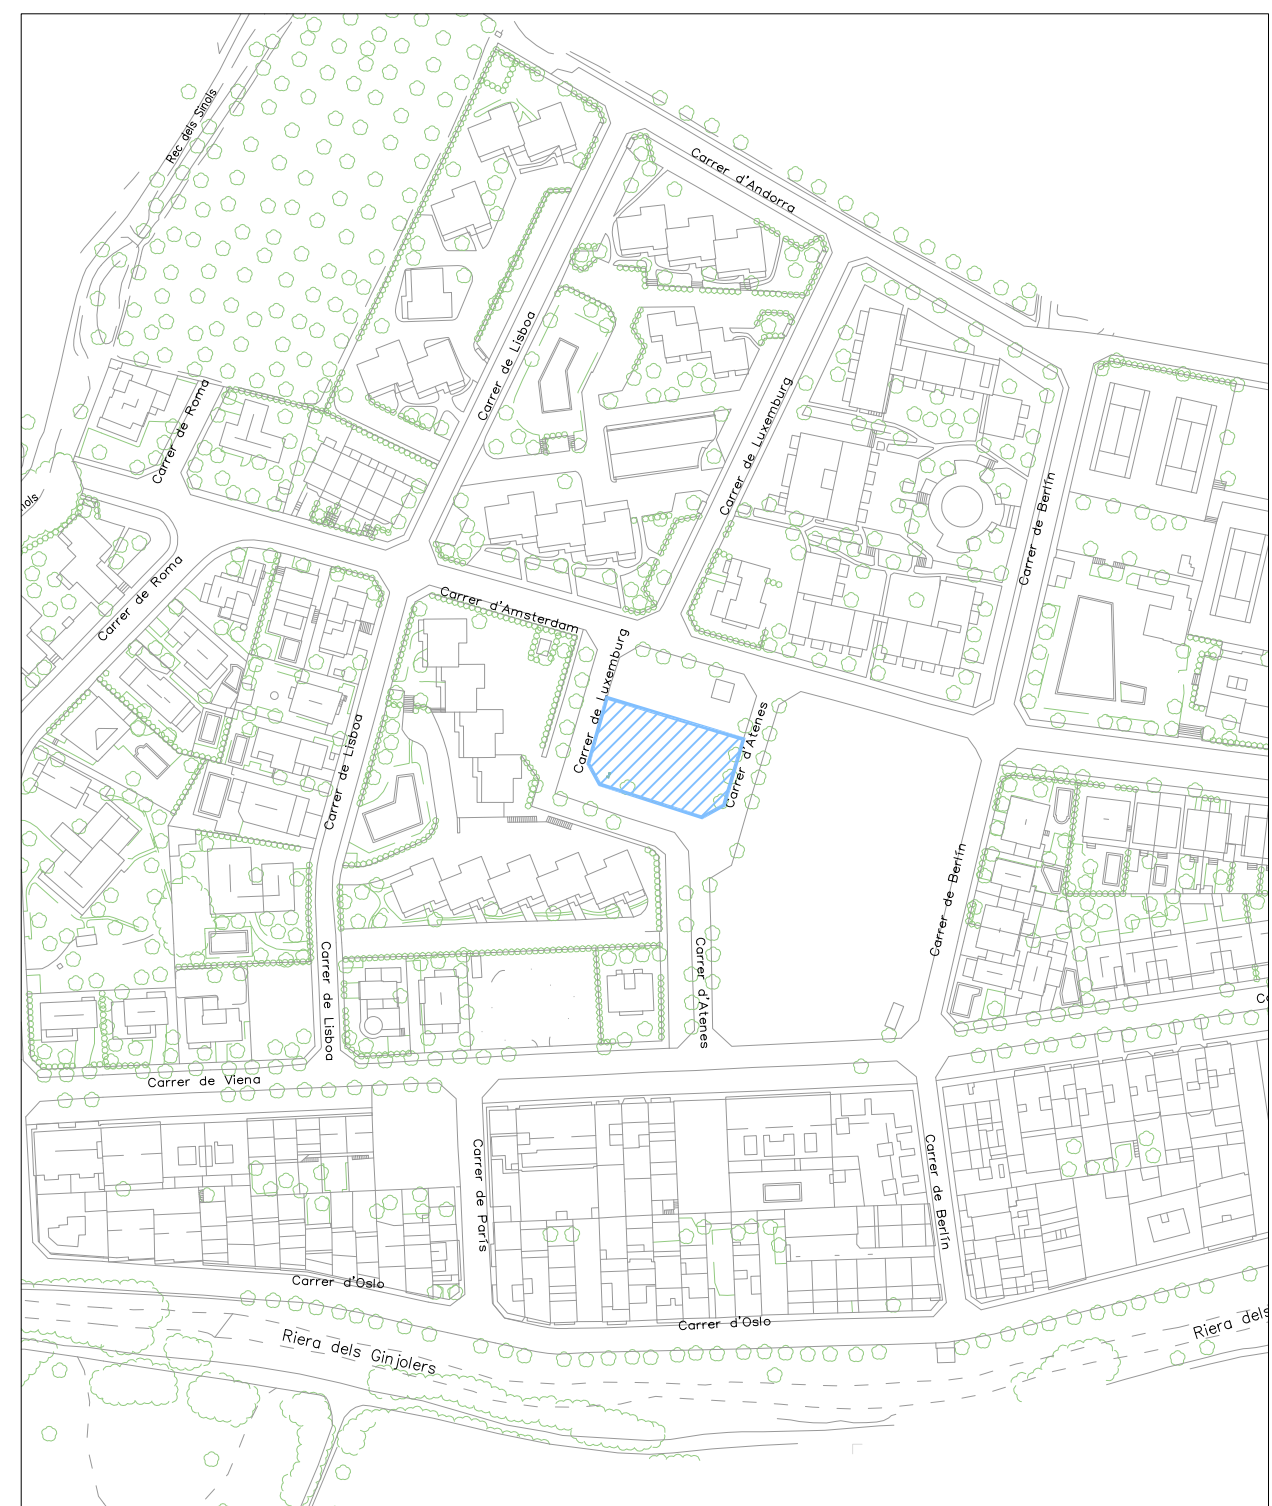 Rec dels Sinols
Carrer d'Andorra
Carrer de Lisboa
Carrer de Roma
Carrer de Luxemburg
Carrer de Berlín
Carrer de Roma
Carrer d'Amsterdam
Carrer de Luxemburg
Carrer d'Atenes
Carrer de Lisboa
Carrer de Berlín
Carrer de Lisboa
Carrer d'Atenes
Carrer de Viena
Carrer de París
Carrer de Berlín
Carrer d'Oslo
Carrer d'Oslo
Riera dels Ginjolers
Riera dels